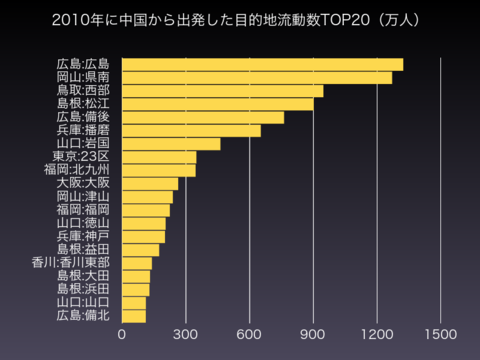 2010年に中国から出発した目的地流動数TOP20（万人）
広島:広島
岡山:県南
鳥取:西部
島根:松江
広島:備後
兵庫:播磨
山口:岩国
東京:23区
福岡:北九州
大阪:大阪
岡山:津山
福岡:福岡
山口:徳山
兵庫:神戸
島根:益田
香川:香川東部
島根:大田
島根:浜田
山口:山口
広島:備北
0 300 600 900 1200 1500